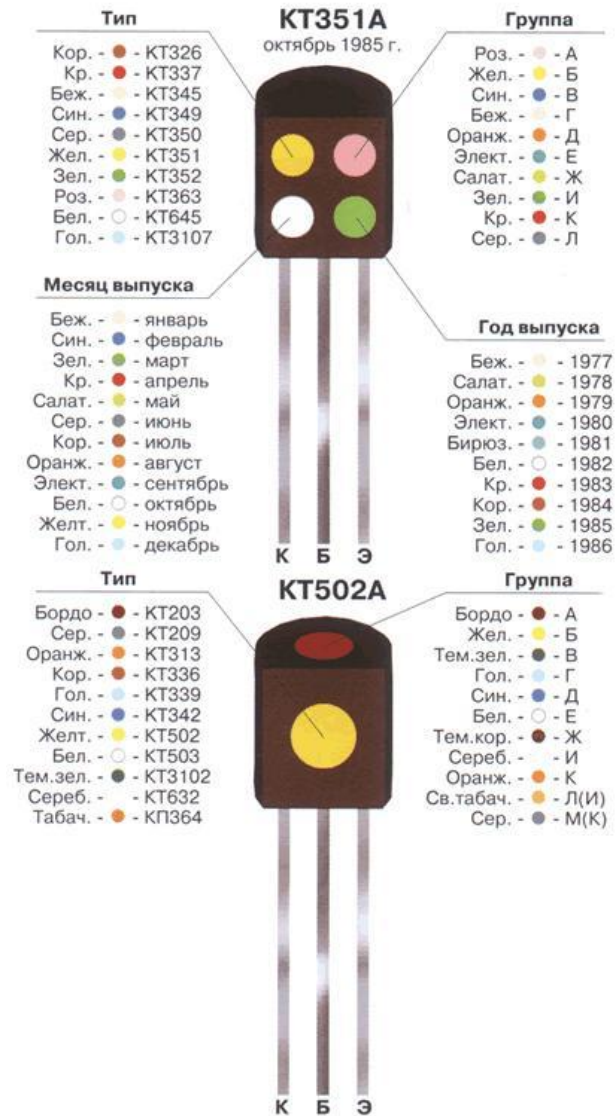 КТ351А
октябрь 1985 г.
Тип
Кор. - - КТ326
Кр. - - КТ337
Беж. - - КТ345
Син. - - КТ349
Сер. - - КТ350
Жел. - - КТ351
Зел. - - КТ352
Роз. - - КТ363
Бел. - - КТ645
Гол. - - КТ3107
Группа
Роз. - - А
Жел. - - Б
Син. - - В
Беж. - - Г
Оранж. - - Д
Элект. - - Е
Салат. - - Ж
Зел. - - И
Кр. - - К
Сер. - - Л
Месяц выпуска
Беж. - - январь
Син. - - февраль
Зел. - - март
Кр. - - апрель
Салат. - - май
Сер. - - июнь
Кор. - - июль
Оранж. - - август
Элект. - - сентябрь
Бел. - - октябрь
Желт. - - ноябрь
Гол. - - декабрь
Год выпуска
Беж. - - 1977
Салат. - - 1978
Оранж. - - 1979
Элект. - - 1980
Бирюз. - - 1981
Бел. - - 1982
Кр. - - 1983
Кор. - - 1984
Зел. - - 1985
Гол. - - 1986
К Б Э
КТ502А
Тип
Бордо - - КТ203
Сер. - - КТ209
Оранж. - - КТ313
Кор. - - КТ336
Гол. - - КТ339
Син. - - КТ342
Желт. - - КТ502
Бел. - - КТ503
Тем.зел. - - КТ3102
Сереб. - - КТ632
Табач. - - КП364
Группа
Бордо - - А
Жел. - - Б
Тем.зел. - - В
Гол. - - Г
Син. - - Д
Бел. - - Е
Тем.кор. - - Ж
Сереб. - - И
Оранж. - - К
Св.табач. - - Л(И)
Сер. - - М(К)
К Б Э